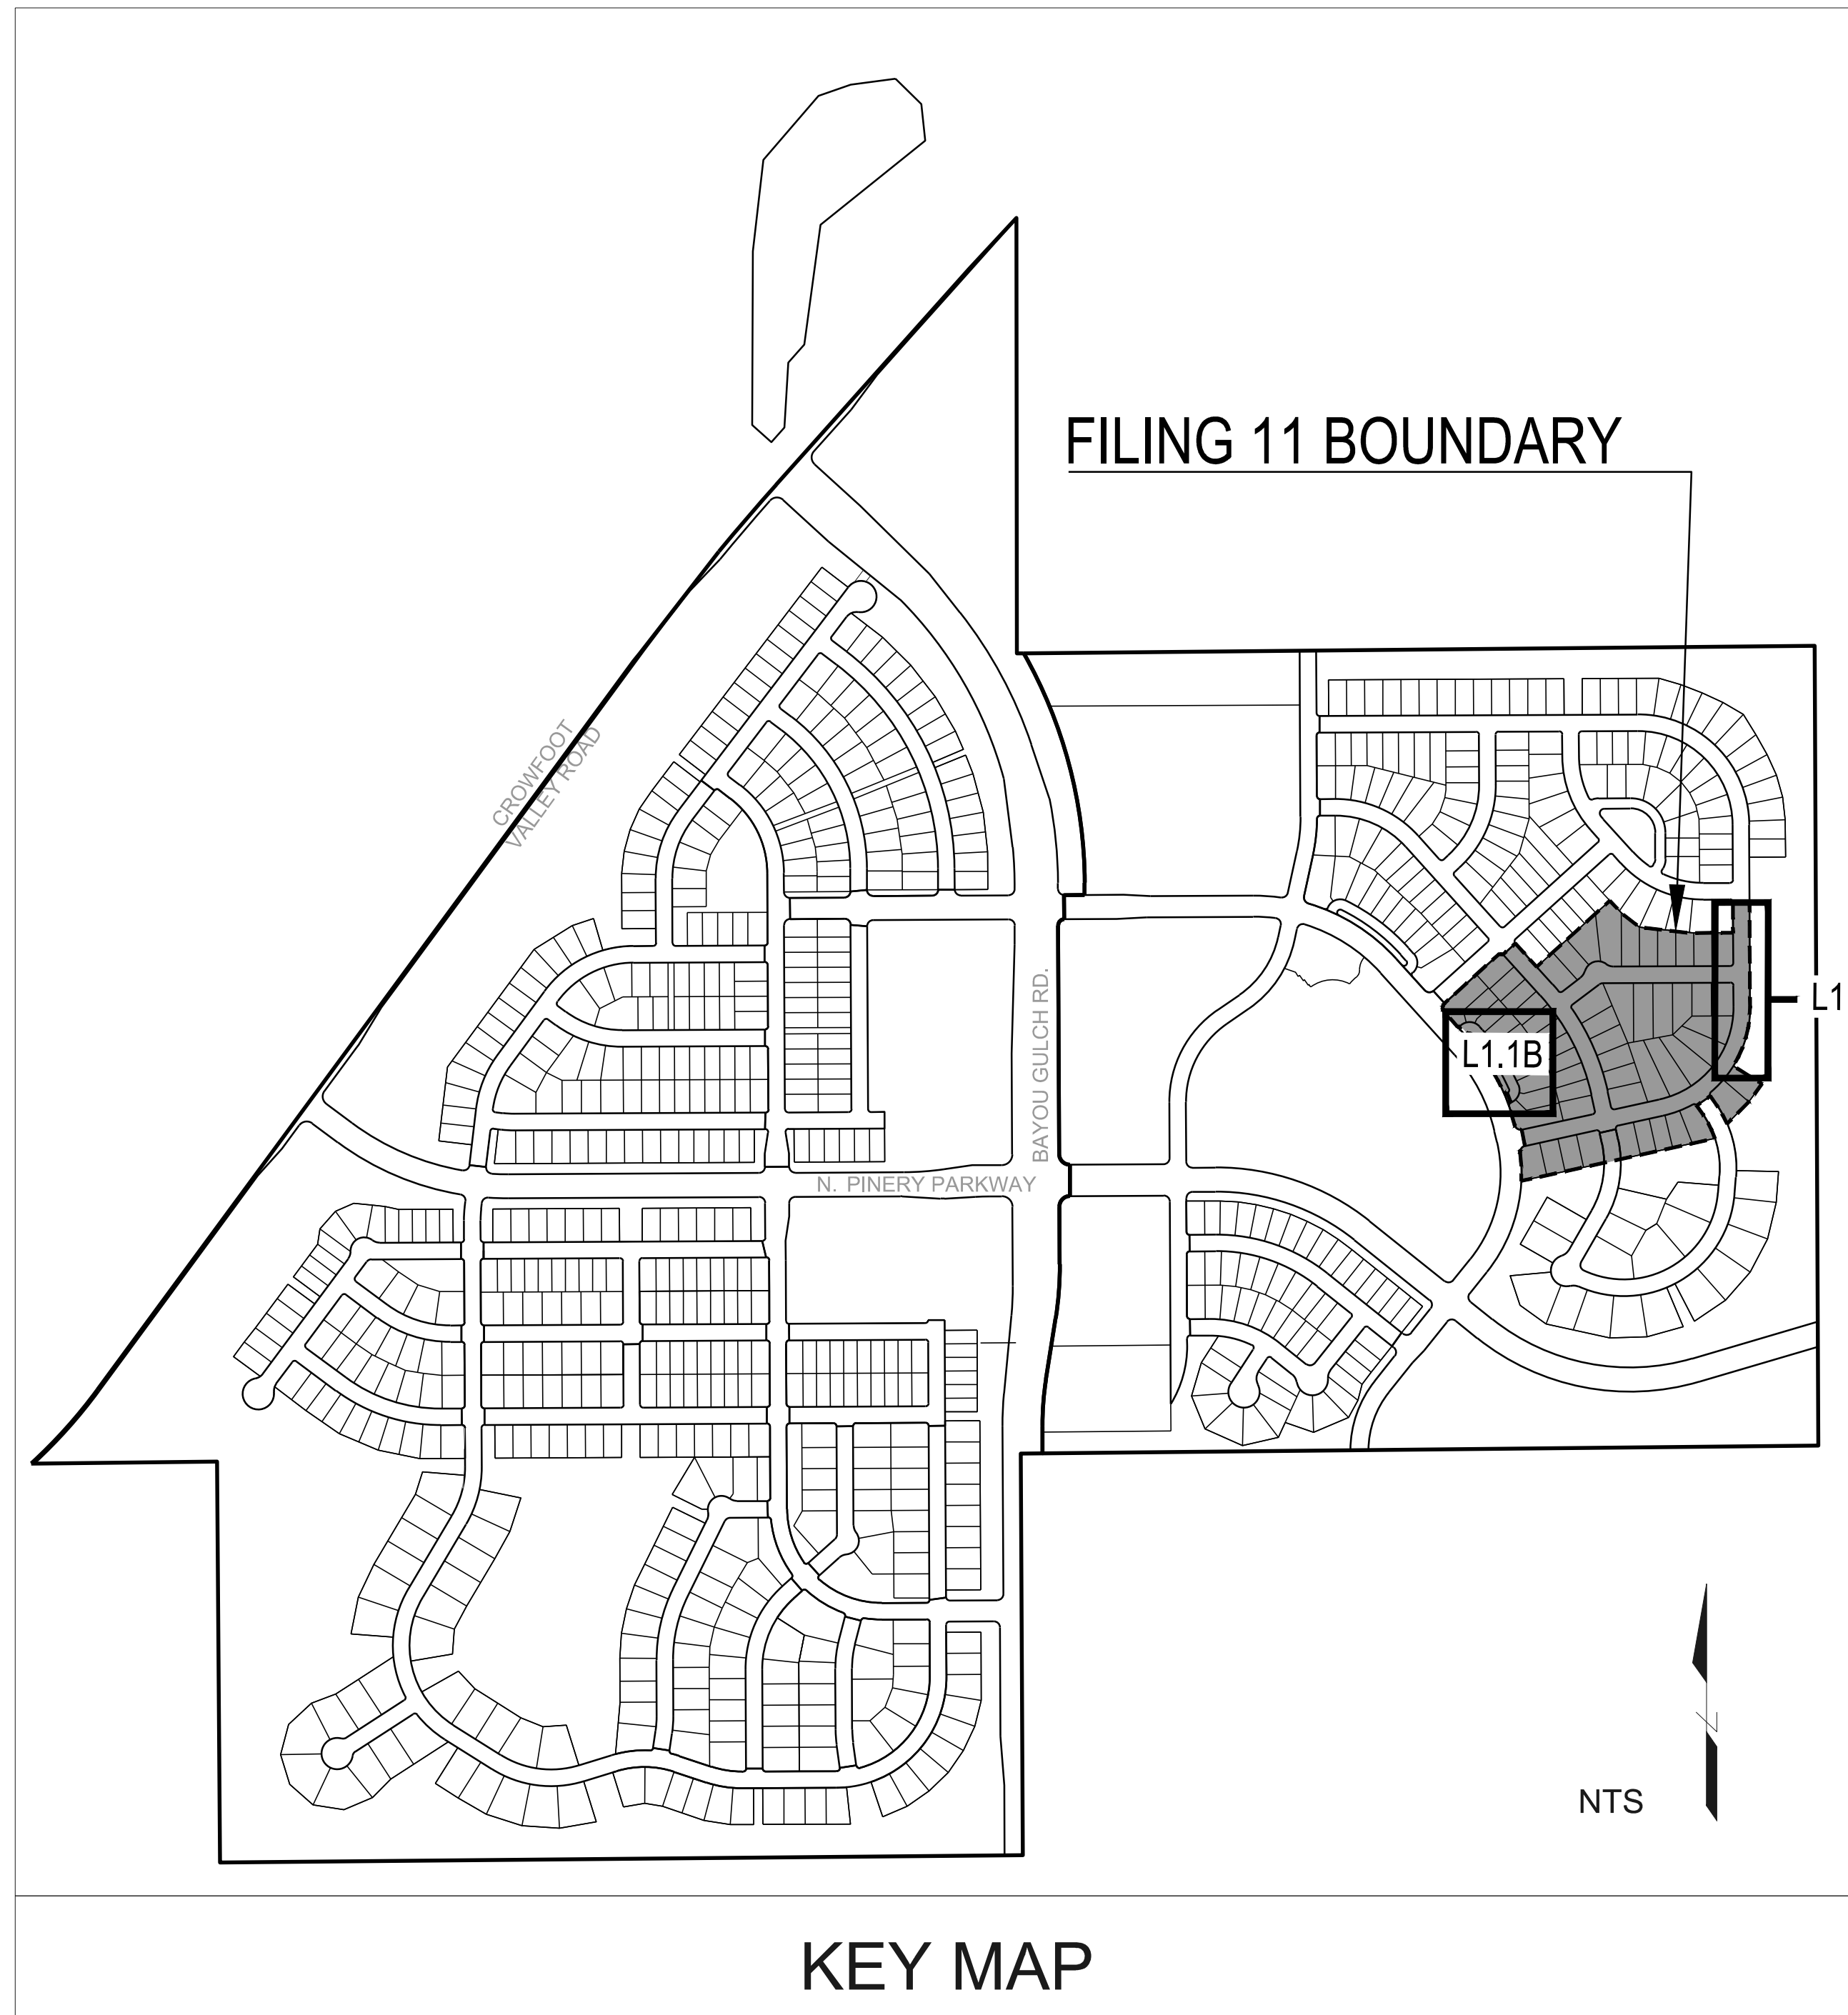 FILING 11 BOUNDARY
CROWFOOT
VALLEY ROAD
BAYOU GULCH RD.
L1
L1.1B
N. PINERY PARKWAY
NTS
KEY MAP